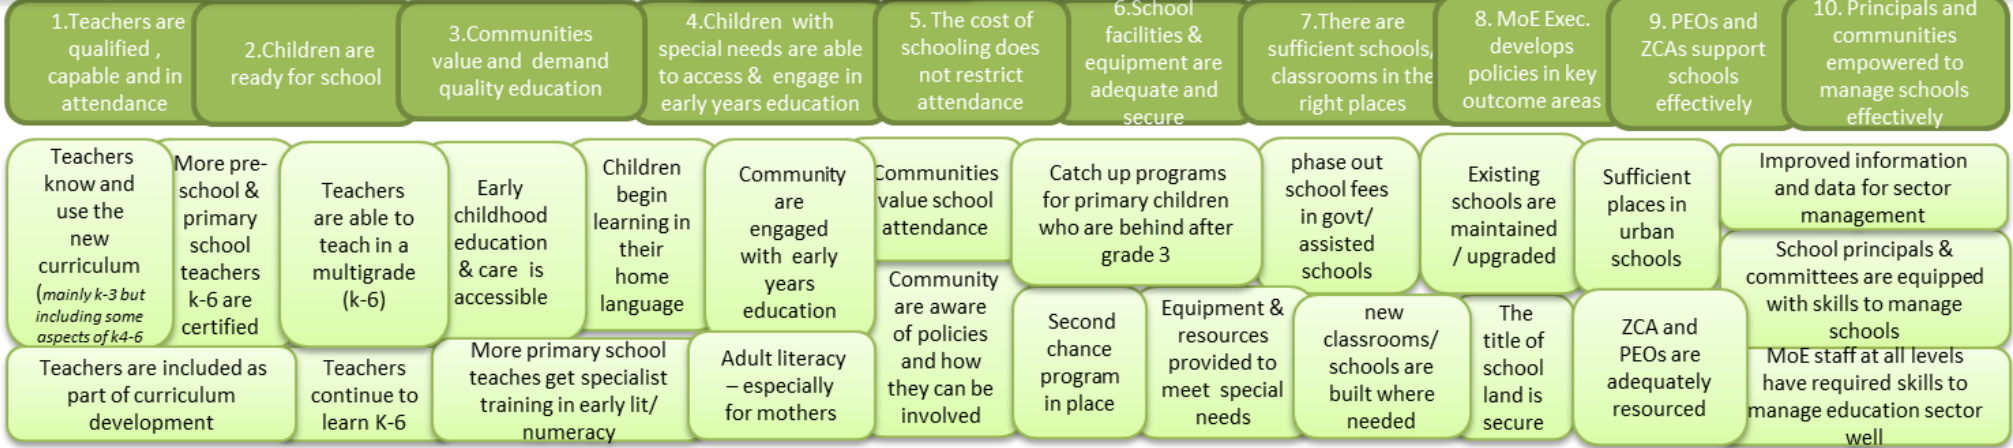 1.Teachers are
qualified ,
capable and in
attendance
2.Children are
ready for school
3.Communities
value and demand
quality education
4.Children with
special needs are able
to access & engage in
early years education
5. The cost of
schooling does
not restrict
attendance
6.School
facilities &
equipment are
adequate and
secure
7.There are
sufficient schools/
classrooms in the
right places
8. MoE Exec.
develops
policies in key
outcome areas
9. PEOs and
ZCAs support
schools
effectively
10. Principals and
communities
empowered to
manage schools
effectively
Teachers
know and
use the
new
curriculum
(mainly k-3 but
including some
aspects of k4-6
More pre-
school &
primary
school
teachers
k-6 are
certified
Teachers
are able to
teach in a
multigrade
(k-6)
Early
childhood
education
& care is
accessible
Children
begin
learning in
their
home
language
Community
are
engaged
with early
years
education
Communities
value school
attendance
Catch up programs
for primary children
who are behind after
grade 3
phase out
school fees
in govt/
assisted
schools
Existing
schools are
maintained
/ upgraded
Sufficient
places in
urban
schools
Improved information
and data for sector
management
School principals &
committees are equipped
with skills to manage
schools
Teachers are included as
part of curriculum
development
Teachers
continue to
learn K-6
More primary school
teaches get specialist
training in early lit/
numeracy
Adult literacy
– especially
for mothers
Community
are aware
of policies
and how
they can be
involved
Second
chance
program
in place
Equipment &
resources
provided to
meet special
needs
new
classrooms/
schools are
built where
needed
The
title of
school
land is
secure
ZCA and
PEOs are
adequately
resourced
MoE staff at all levels
have required skills to
manage education sector
well